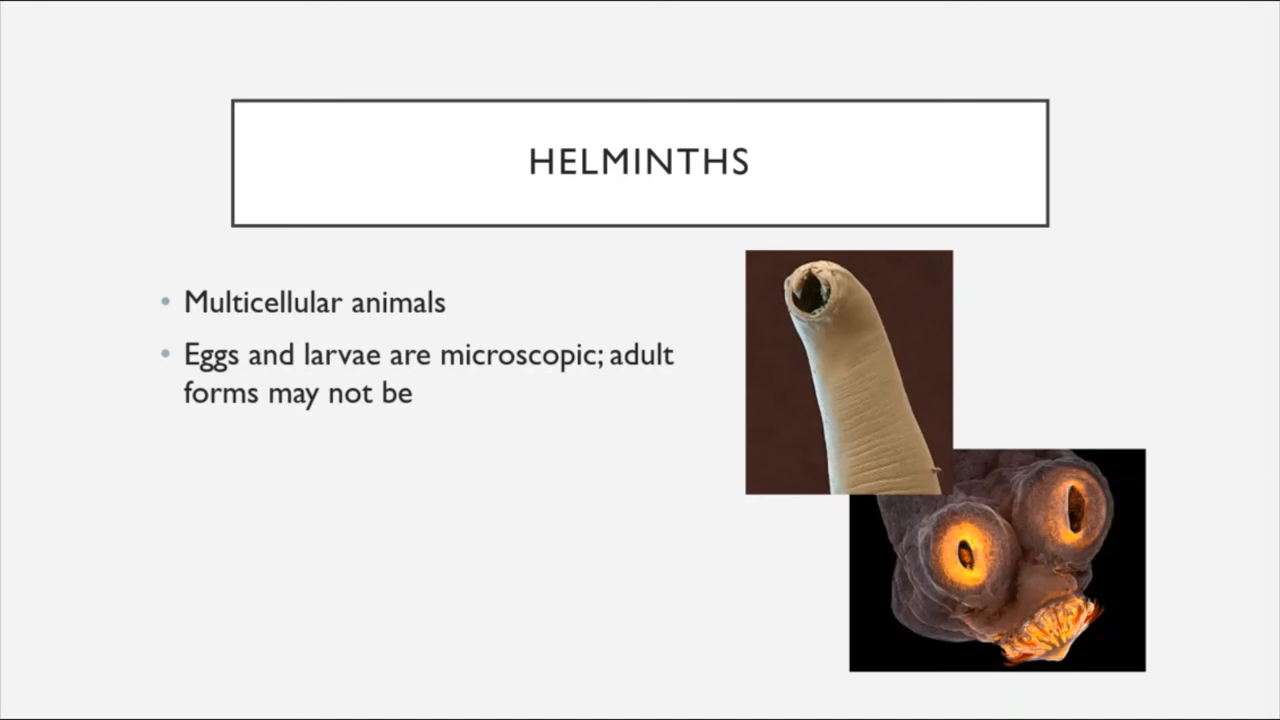 HELMINTHS
• Multicellular animals
• Eggs and larvae are microscopic; adult
forms may not be